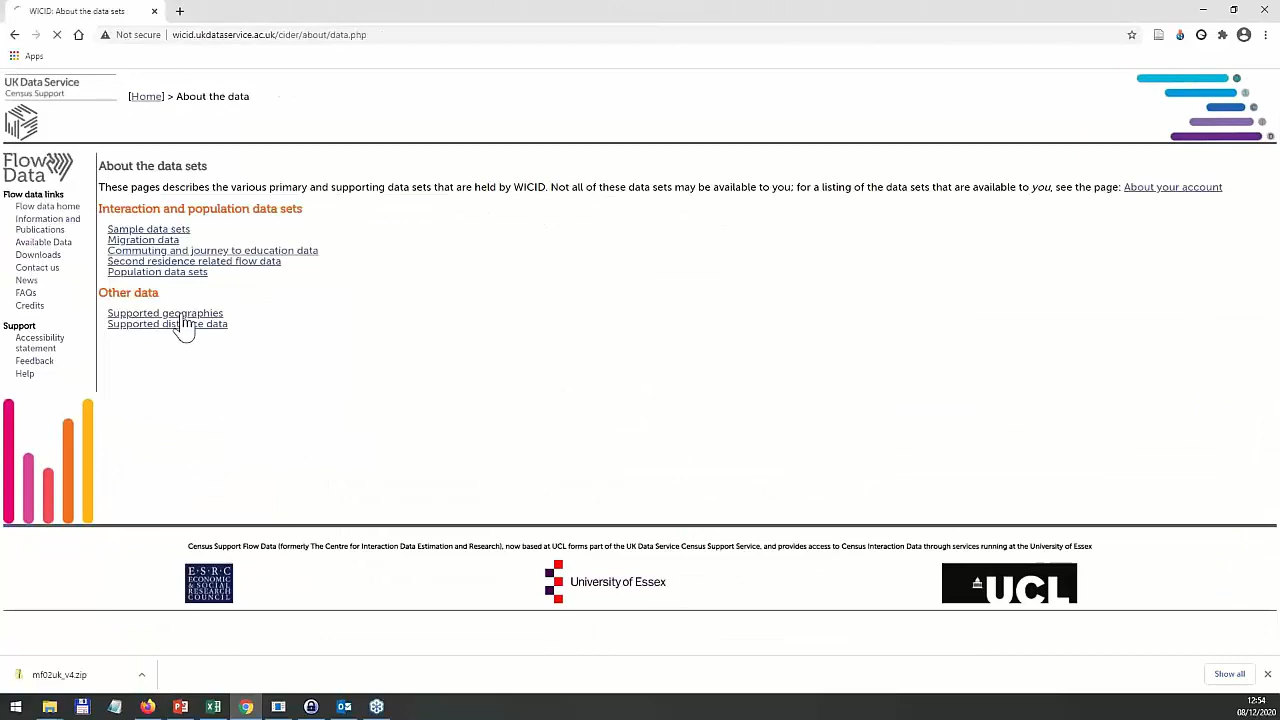 WICID: About the data sets
Not secure
wicid.ukdataservice.ac.uk/cider/about/data.php
Apps
UK Data Service
Census Support
[Home] > About the data
Flow
Data
Flow data links
Flow data home
Information and
Publications
Available Data
Downloads
Contact us
News
FAQs
Credits
Support
Accessibility
statement
Feedback
Help
About the data sets
These pages describes the various primary and supporting data sets that are held by WICID. Not all of these data sets may be available to you; for a listing of the data sets that are available to you, see the page: About your account
Interaction and population data sets
Sample data sets
Migration data
Commuting and journey to education data
Second residence related flow data
Population data sets
Other data
Supported geographies
Supported distance data
Census Support Flow Data (formerly The Centre for Interaction Data Estimation and Research), now based at UCL forms part of the UK Data Service Census Support Service, and provides access to Census Interaction Data through services running at the University of Essex
E·S·R·C
ECONOMIC
& SOCIAL
RESEARCH
COUNCIL
University of Essex
UCL
mf02uk_v4.zip
Show all
12:54
08/12/2020